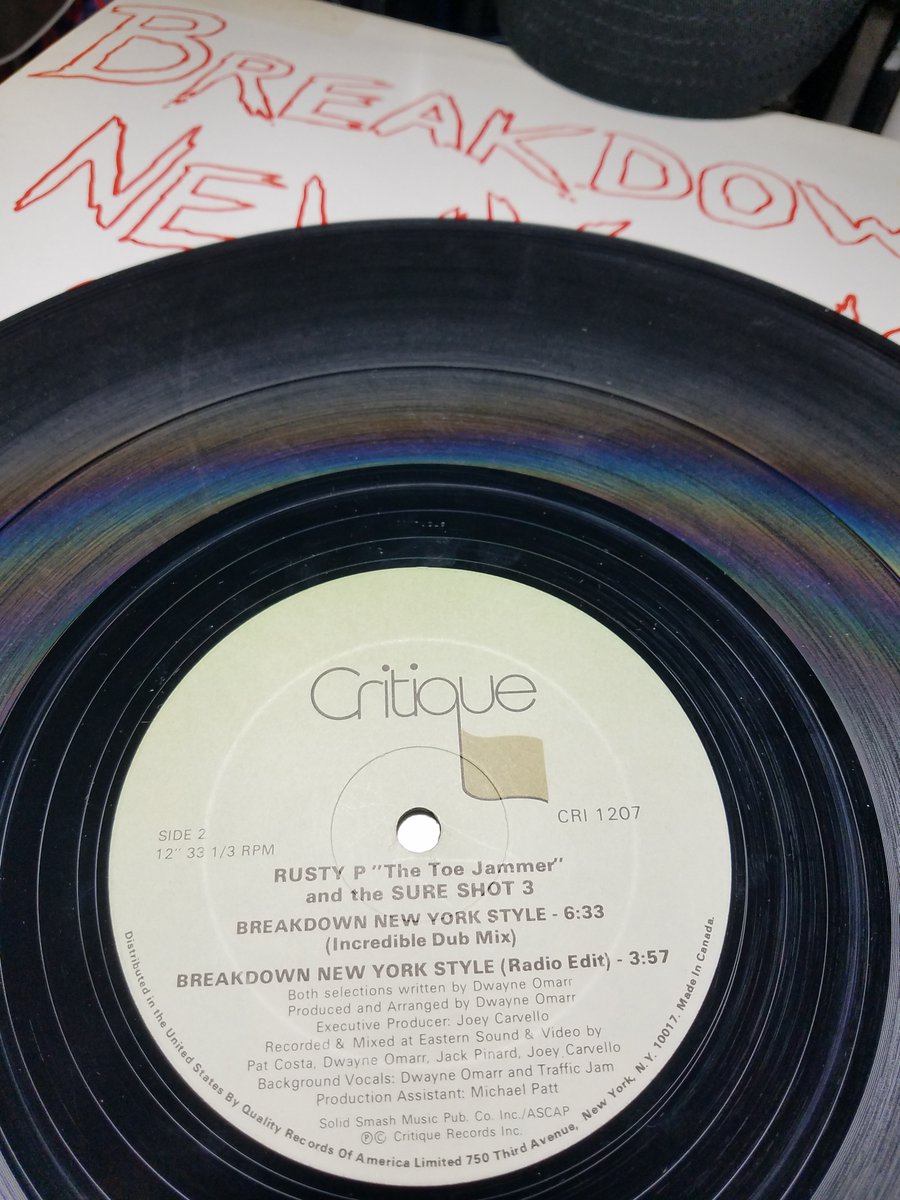 BREAKDOW
NEW
Critique
SIDE 2
12" 33 1/3 RPM
CRI 1207
RUSTY P "The Toe Jammer"
and the SURE SHOT 3
BREAKDOWN NEW YORK STYLE - 6:33
(Incredible Dub Mix)
BREAKDOWN NEW YORK STYLE (Radio Edit) - 3:57
Both selections written by Dwayne Omarr
Produced and Arranged by Dwayne Omarr
Executive Producer: Joey Carvello
Recorded & Mixed at Eastern Sound & Video by
Pat Costa, Dwayne Omarr, Jack Pinard, Joey Carvello
Background Vocals: Dwayne Omarr and Traffic Jam
Production Assistant: Michael Patt
Solid Smash Music Pub. Co. Inc./ASCAP
℗© Critique Records Inc.
Distributed in the United States By Quality Records Of America Limited 750 Third Avenue, New York, N.Y. 10017. Made In Canada.